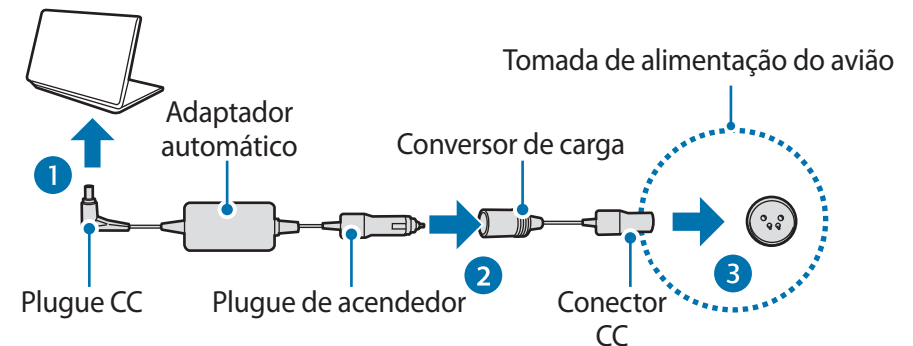 Tomada de alimentação do avião
Adaptador
automático
Conversor de carga
1
2
3
Plugue CC
Plugue de acendedor
Conector
CC